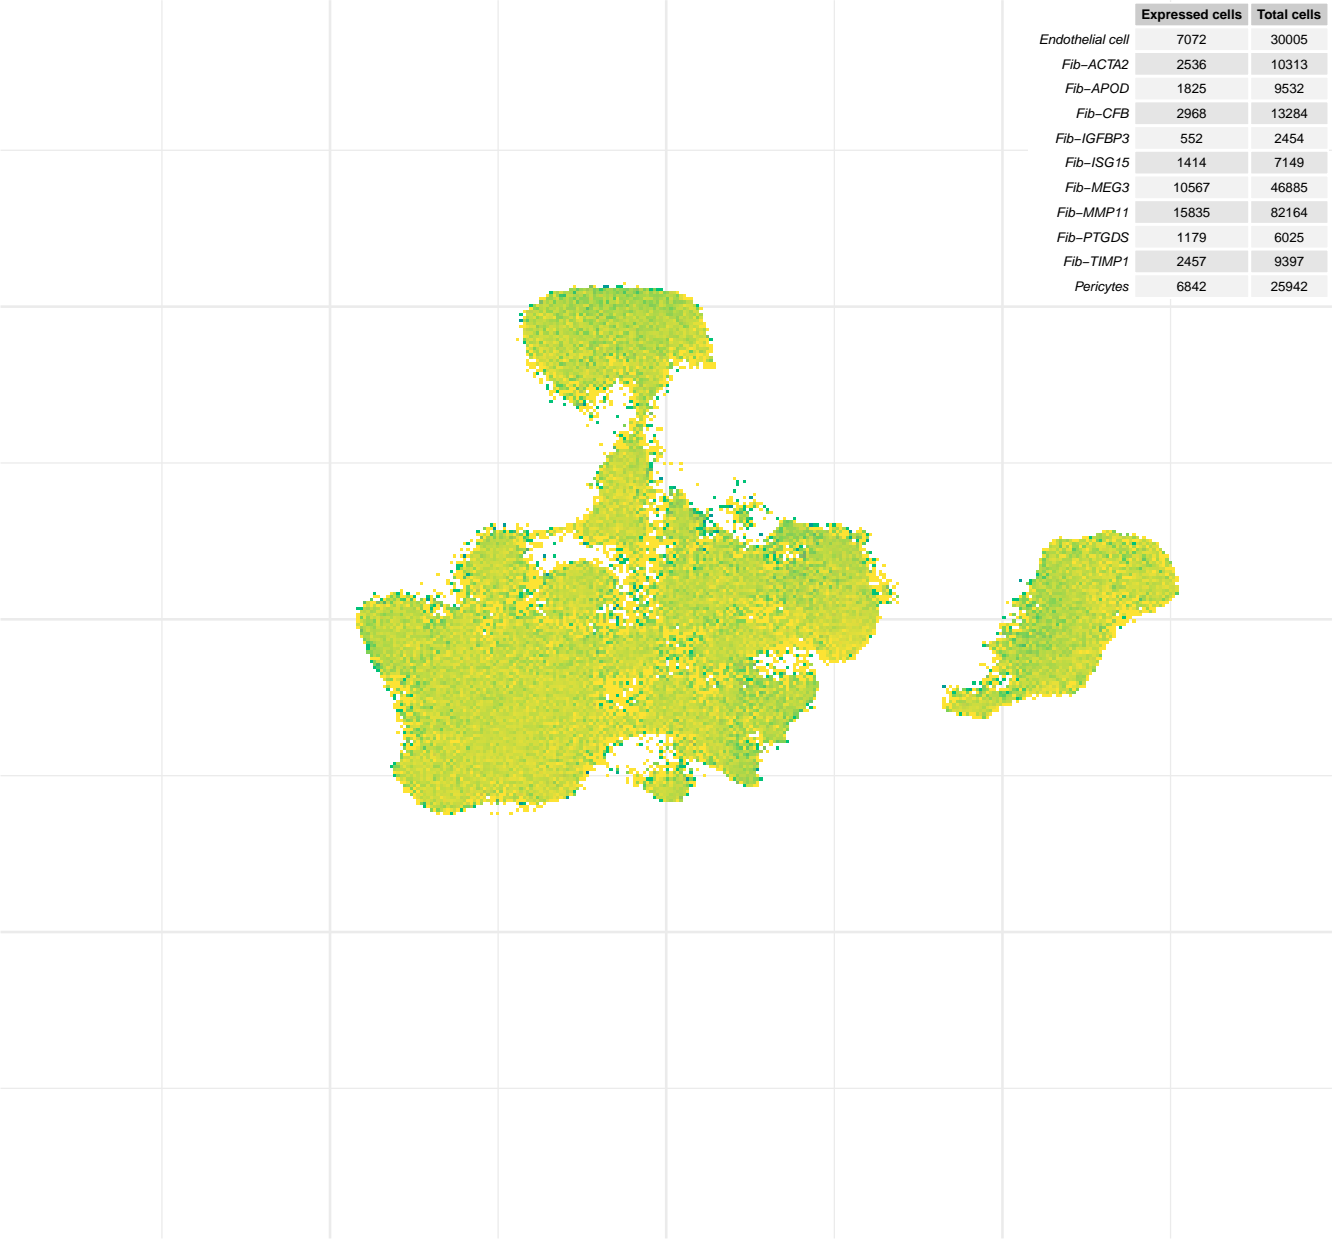 Expressed cells Total cells
Endothelial cell 7072 30005
Fib−ACTA2 2536 10313
Fib−APOD 1825 9532
Fib−CFB 2968 13284
Fib−IGFBP3 552 2454
Fib−ISG15 1414 7149
Fib−MEG3 10567 46885
Fib−MMP11 15835 82164
Fib−PTGDS 1179 6025
Fib−TIMP1 2457 9397
Pericytes 6842 25942